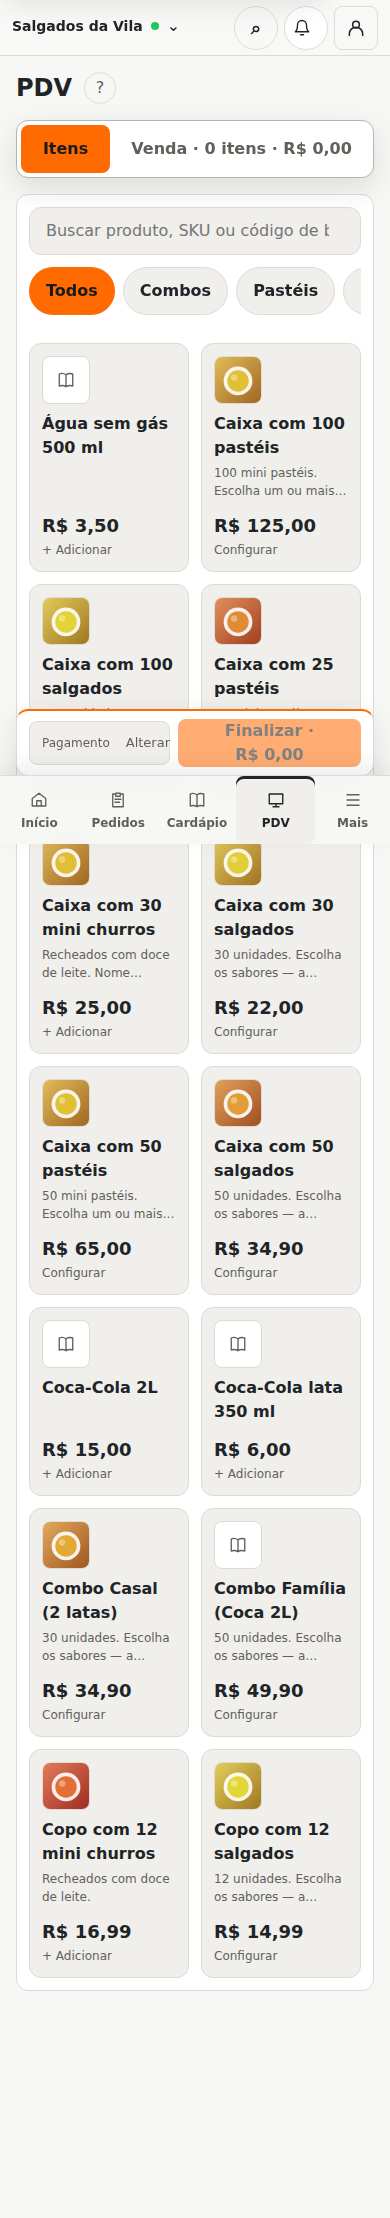 Salgados da Vila
PDV ?
Itens
Venda · 0 itens · R$ 0,00
Buscar produto, SKU ou código de b
Todos
Combos
Pastéis
Água sem gás
500 ml
R$ 3,50
+ Adicionar
Caixa com 100
pastéis
100 mini pastéis.
Escolha um ou mais…
R$ 125,00
Configurar
Caixa com 100
salgados
Caixa com 25
pastéis
Pagamento
Alterar
Finalizar ·
R$ 0,00
Início
Pedidos
Cardápio
PDV
Mais
Caixa com 30
mini churros
Recheados com doce
de leite. Nome…
R$ 25,00
+ Adicionar
Caixa com 30
salgados
30 unidades. Escolha
os sabores — a…
R$ 22,00
Configurar
Caixa com 50
pastéis
50 mini pastéis.
Escolha um ou mais…
R$ 65,00
Configurar
Caixa com 50
salgados
50 unidades. Escolha
os sabores — a…
R$ 34,90
Configurar
Coca-Cola 2L
R$ 15,00
+ Adicionar
Coca-Cola lata
350 ml
R$ 6,00
+ Adicionar
Combo Casal
(2 latas)
30 unidades. Escolha
os sabores — a…
R$ 34,90
Configurar
Combo Família
(Coca 2L)
50 unidades. Escolha
os sabores — a…
R$ 49,90
Configurar
Copo com 12
mini churros
Recheados com doce
de leite.
R$ 16,99
+ Adicionar
Copo com 12
salgados
12 unidades. Escolha
os sabores — a…
R$ 14,99
Configurar